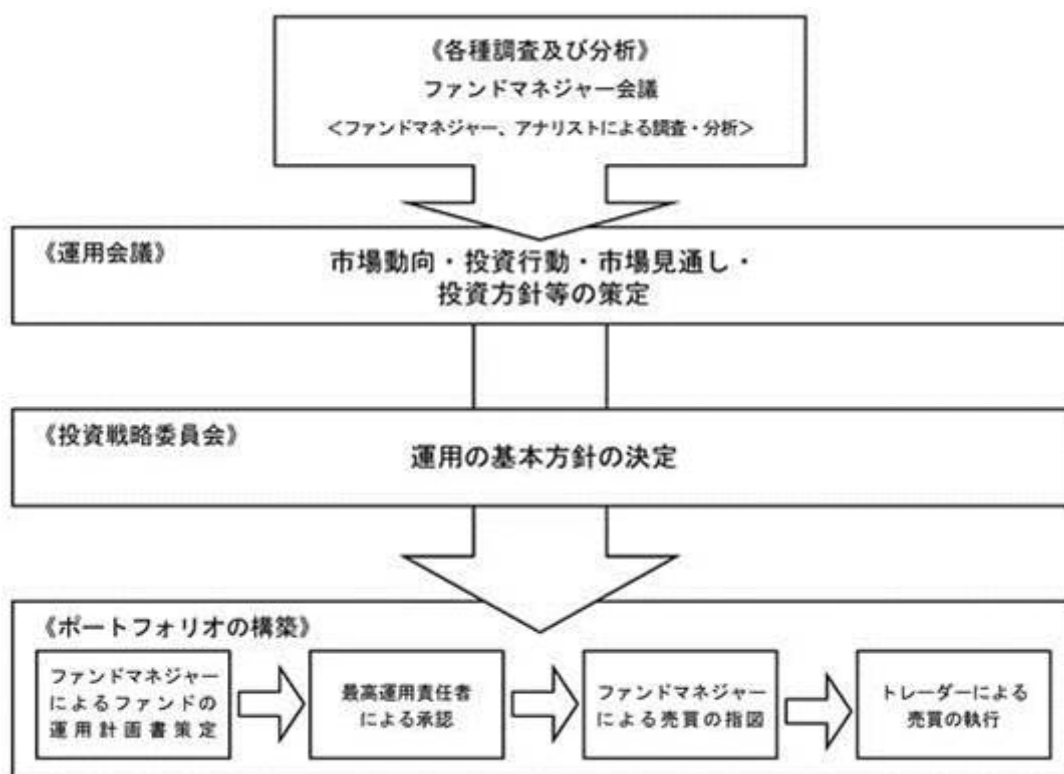 《各種調査及び分析》
ファンドマネジャー会議
＜ファンドマネジャー、アナリストによる調査・分析＞
《運用会議》
市場動向・投資行動・市場見通し・
投資方針等の策定
《投資戦略委員会》
運用の基本方針の決定
《ポートフォリオの構築》
ファンドマネジャー
によるファンドの
運用計画書策定
最高運用責任者
による承認
ファンドマネジャー
による売買の指図
トレーダーによる
売買の執行